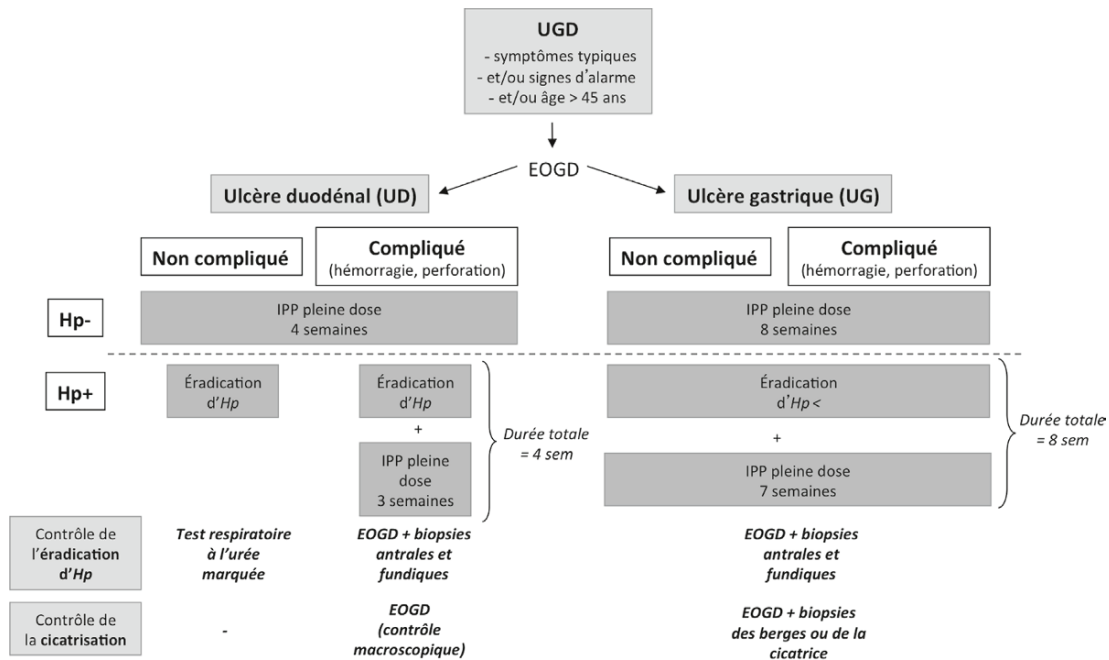 UGD
- symptômes typiques
- et/ou signes d'alarme
- et/ou âge > 45 ans
EOGD
Ulcère duodénal (UD)
Ulcère gastrique (UG)
Non compliqué
Compliqué
(hémorragie, perforation)
Non compliqué
Compliqué
(hémorragie, perforation)
Hp-
IPP pleine dose
4 semaines
IPP pleine dose
8 semaines
Hp+
Éradication
d'Hp
Éradication
d'Hp
+
IPP pleine
dose
3 semaines
Durée totale
= 4 sem
Éradication
d'Hp <
+
IPP pleine dose
7 semaines
Durée totale
= 8 sem
Contrôle de
l'éradication
d'Hp
Test respiratoire
à l'urée
marquée
EOGD + biopsies
antrales et
fundiques
EOGD + biopsies
antrales et
fundiques
Contrôle de
la cicatrisation
-
EOGD
(contrôle
macroscopique)
EOGD + biopsies
des berges ou de la
cicatrice